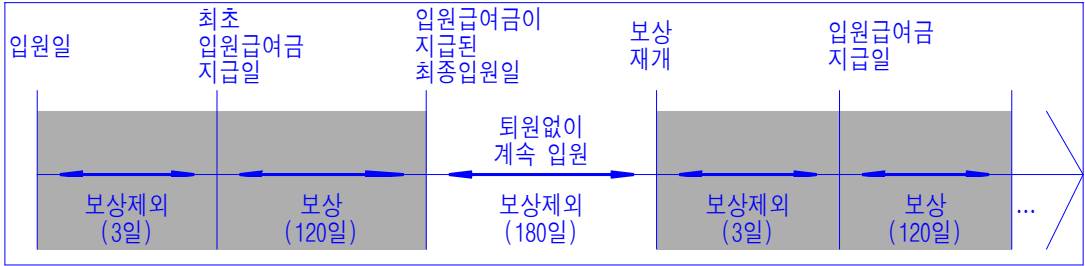 입원일
최초
입원급여금
지급일
입원급여금이
지급된
최종입원일
보상
재개
입원급여금
지급일
퇴원없이
계속 입원
보상제외
(3일)
보상
(120일)
보상제외
(180일)
보상제외
(3일)
보상
(120일)
...